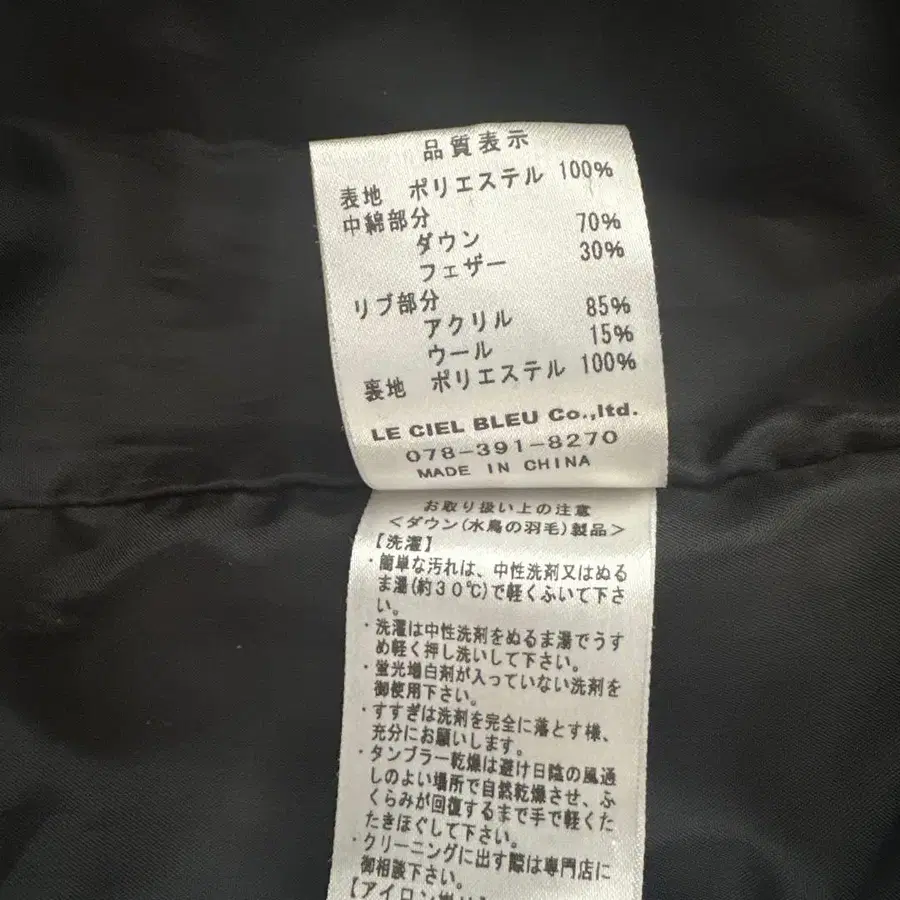 品質表示
表地 ポリエステル 100%
中綿部分
ダウン 70%
フェザー 30%
リブ部分
アクリル 85%
ウール 15%
裏地 ポリエステル 100%
LE CIEL BLEU Co.,ltd.
078-391-8270
MADE IN CHINA
お取り扱い上の注意
<ダウン(水鳥の羽毛)製品>
【洗濯】
・簡単な汚れは、中性洗剤又はぬる
ま湯(約30℃)で軽くふいて下さ
い。
・洗濯は中性洗剤をぬるま湯でうす
め軽く押し洗いして下さい。
・蛍光増白剤が入っていない洗剤を
御使用下さい。
・すすぎは洗剤を完全に落とす様、
充分にお願いします。
・タンブラー乾燥は避け日陰の風通
しのよい場所で自然乾燥させ、ふ
くらみが回復するまで手で軽くた
たきほぐして下さい。
・クリーニングに出す際は専門店に
御相談下さい。
【アイロン